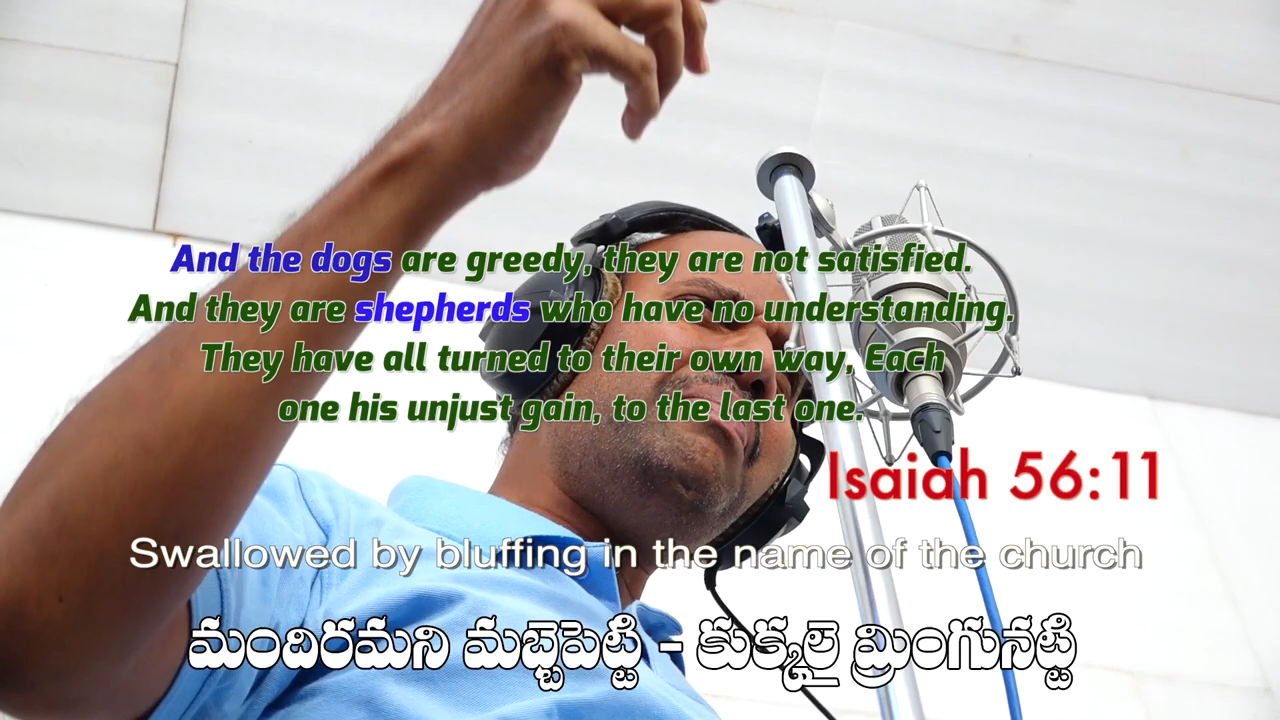 And the dogs are greedy, they are not satisfied.
And they are shepherds who have no understanding.
They have all turned to their own way, Each
one his unjust gain, to the last one.
Isaiah 56:11
Swallowed by bluffing in the name of the church
మందిరమని మబ్బెపెట్టి - కుక్కలై మ్రింగునట్టి